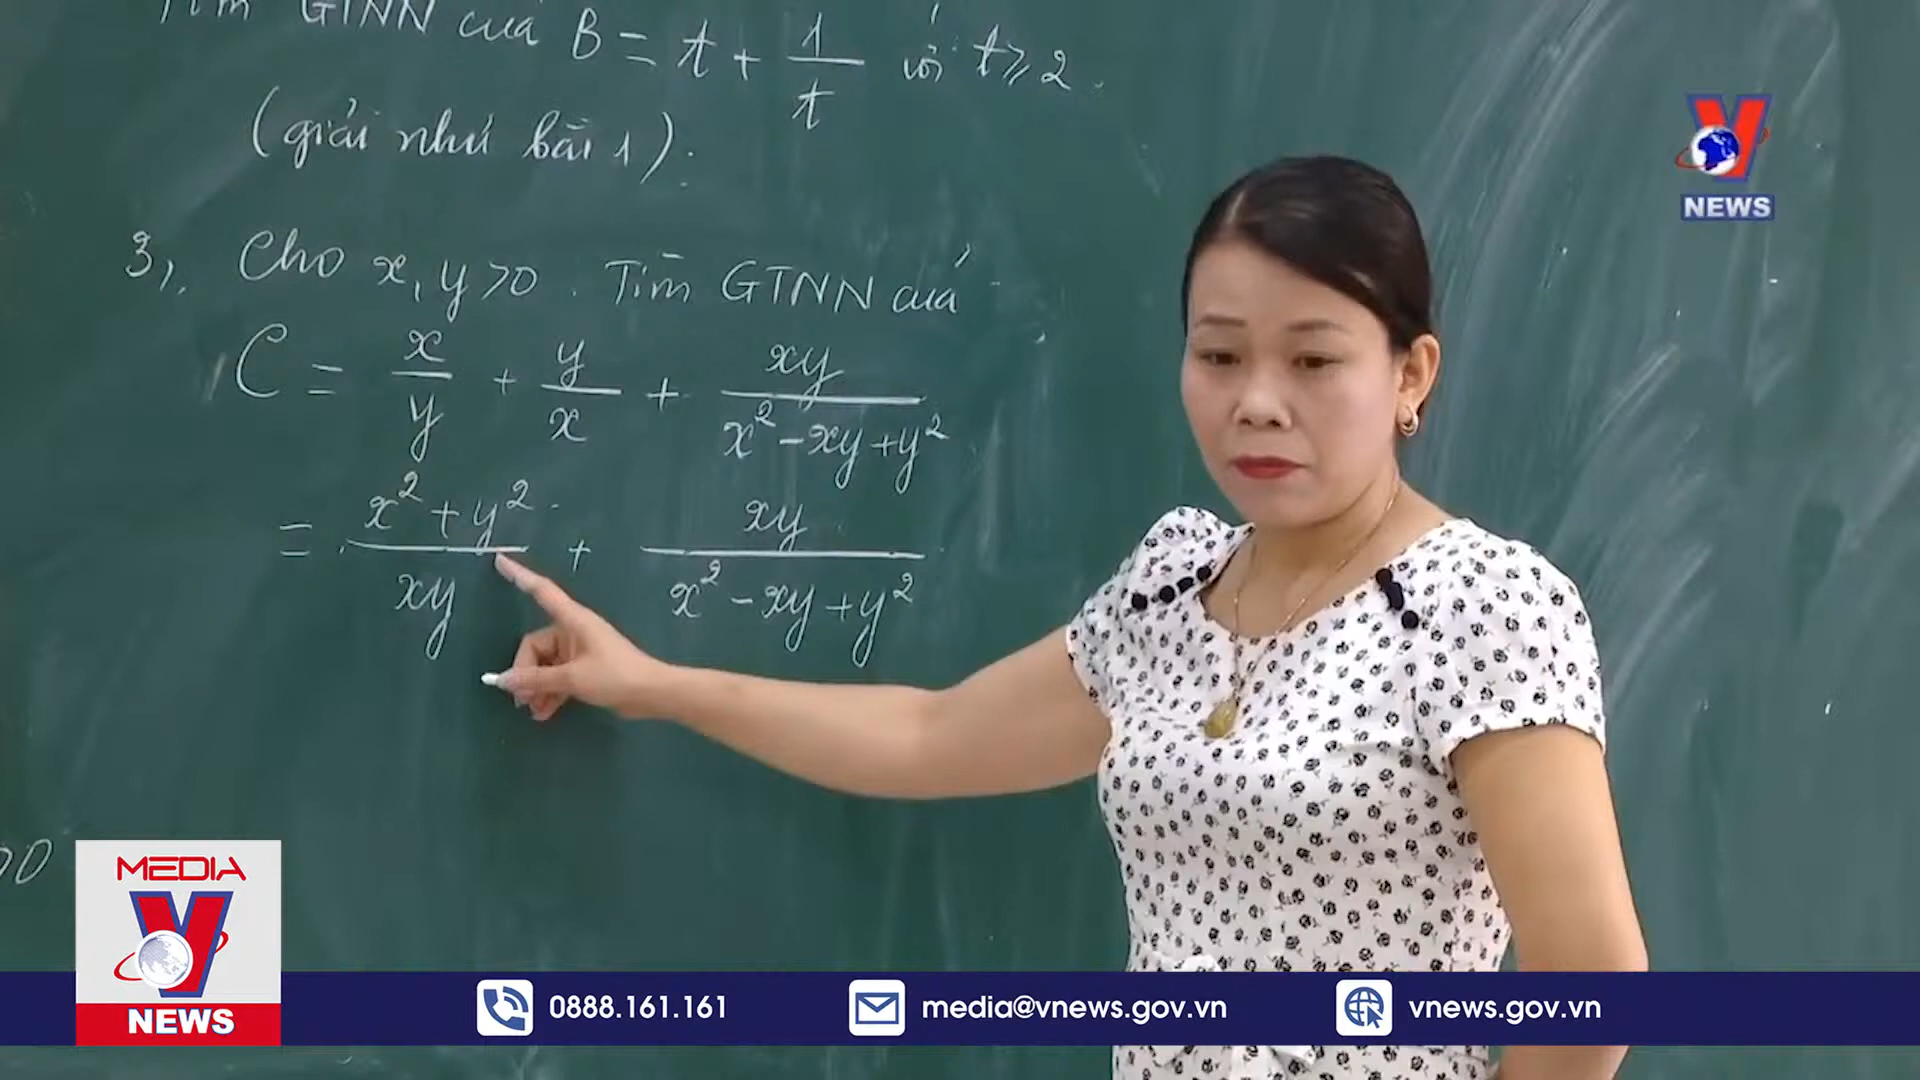 Tìm GTNN của B = t + 1/t với t ≥ 2.
(giải như bài 1).
3), Cho x, y > 0. Tìm GTNN của
C = x/y + y/x + xy/(x² - xy + y²)
= (x² + y²)/(xy) + xy/(x² - xy + y²)
>0
V NEWS
MEDIA
V NEWS
0888.161.161
media@vnews.gov.vn
vnews.gov.vn